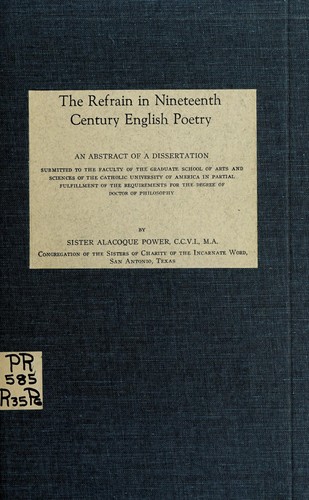 The Refrain in Nineteenth
Century English Poetry
AN ABSTRACT OF A DISSERTATION
SUBMITTED TO THE FACULTY OF THE GRADUATE SCHOOL OF ARTS AND
SCIENCES OF THE CATHOLIC UNIVERSITY OF AMERICA IN PARTIAL
FULFILLMENT OF THE REQUIREMENTS FOR THE DEGREE OF
DOCTOR OF PHILOSOPHY
BY
SISTER ALACOQUE POWER, C.C.V.I., M.A.
CONGREGATION OF THE SISTERS OF CHARITY OF THE INCARNATE WORD,
SAN ANTONIO, TEXAS
PR
585